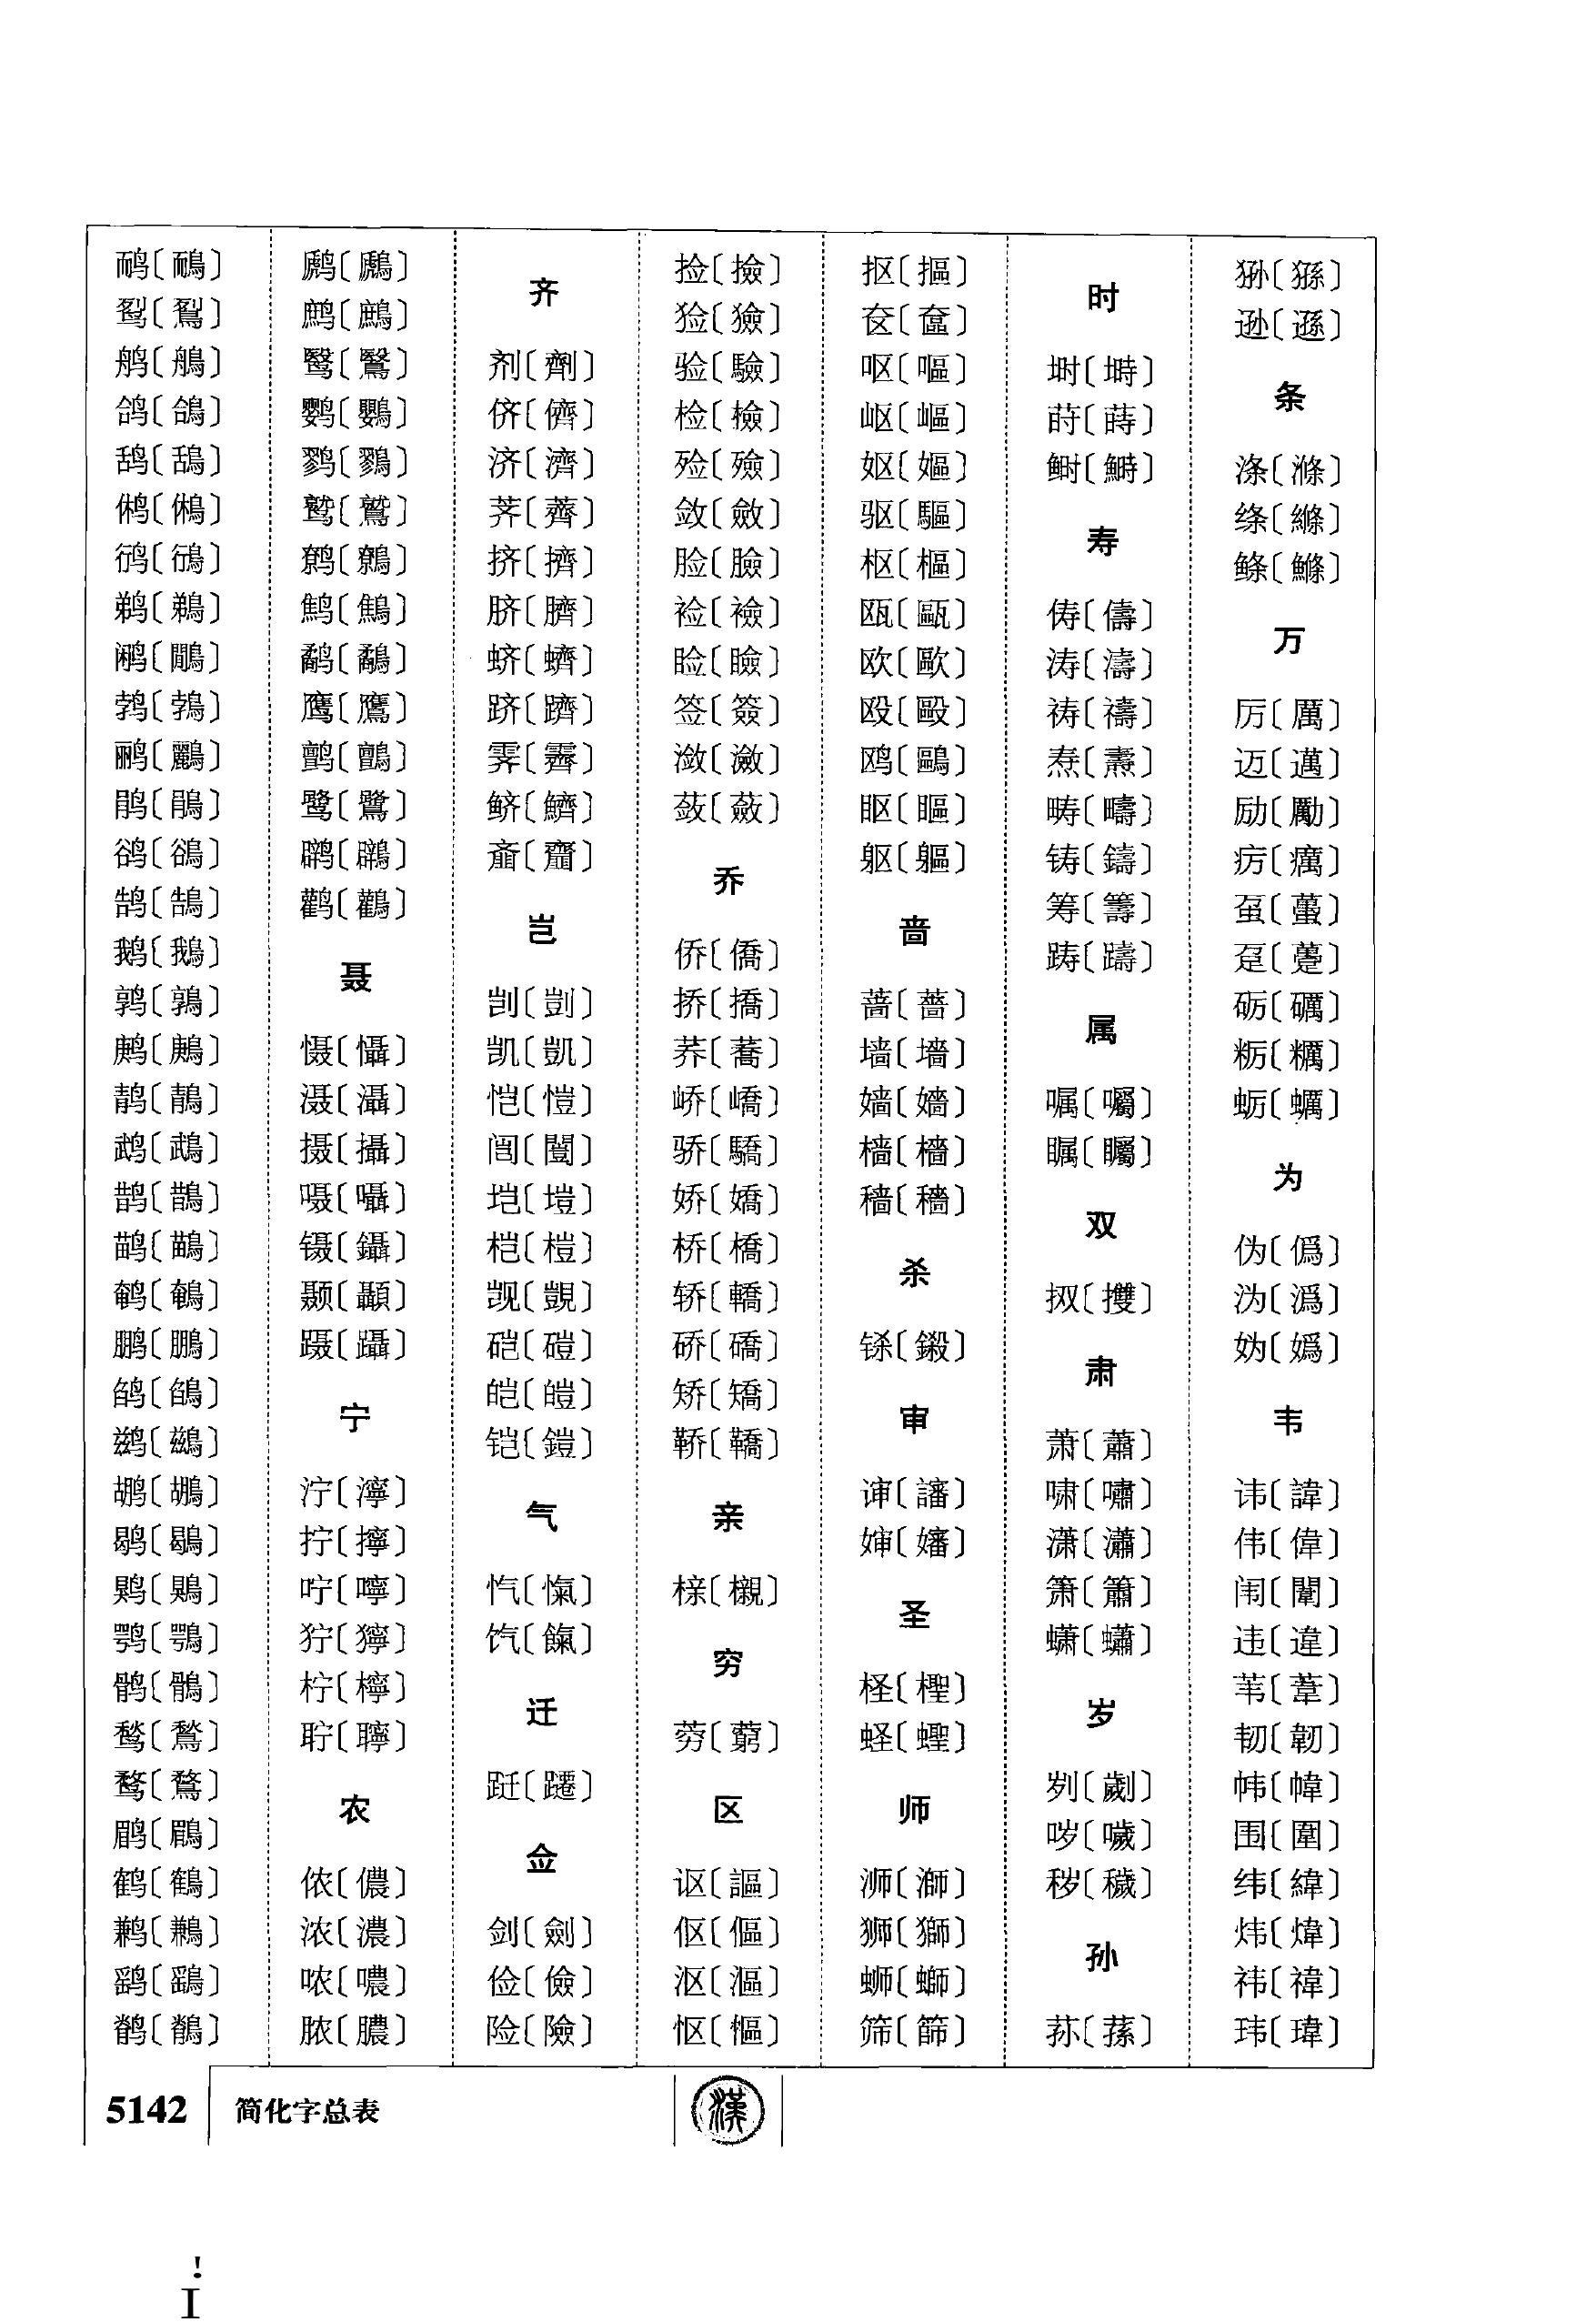 鸸〔鴯〕
䴕〔鴷〕
鸼〔鵃〕
鸽〔鴿〕
鸹〔鴰〕
鸺〔鵂〕
鸻〔鴴〕
鹈〔鵜〕
鹇〔鷴〕
鹁〔鵓〕
鹂〔鸝〕
鹃〔鵑〕
鹆〔鵒〕
鹄〔鵠〕
鹅〔鵝〕
鹑〔鶉〕
鹒〔鶊〕
鹊〔鵲〕
鹉〔鵡〕
鹋〔鶓〕
鹌〔鵪〕
鹏〔鵬〕
鹐〔鵮〕
鹚〔鷀〕
鹕〔鶘〕
鹖〔鶡〕
鹗〔鶚〕
鹘〔鶻〕
鹙〔鶖〕
鹜〔鶩〕
鹛〔鶥〕
鹤〔鶴〕
鹣〔鶼〕
鹞〔鷂〕
鹡〔鶺〕
鹧〔鷓〕
鹥〔鷖〕
鹦〔鸚〕
鹨〔鷚〕
鹫〔鷲〕
鹩〔鷯〕
鹪〔鷦〕
鹬〔鷸〕
鹰〔鷹〕
鹯〔鸇〕
鹭〔鷺〕
鹳〔鸛〕
聂
慑〔懾〕
滠〔灄〕
摄〔攝〕
嗫〔囁〕
镊〔鑷〕
颞〔顳〕
蹑〔躡〕
宁
泞〔濘〕
拧〔擰〕
咛〔嚀〕
狞〔獰〕
柠〔檸〕
聍〔聹〕
农
侬〔儂〕
浓〔濃〕
哝〔噥〕
脓〔膿〕
齐
剂〔劑〕
侪〔儕〕
济〔濟〕
荠〔薺〕
挤〔擠〕
脐〔臍〕
蛴〔蠐〕
跻〔躋〕
霁〔霽〕
鲚〔鱭〕
齑〔齏〕
岂
剀〔剴〕
凯〔凱〕
恺〔愷〕
闿〔闓〕
垲〔塏〕
桤〔榿〕
觊〔覬〕
硙〔磑〕
皑〔皚〕
铠〔鎧〕
气
忾〔愾〕
饩〔餼〕
迁
跹〔躚〕
佥
剑〔劍〕
俭〔儉〕
险〔險〕
捡〔撿〕
猃〔獫〕
验〔驗〕
检〔檢〕
殓〔殮〕
敛〔斂〕
脸〔臉〕
裣〔襝〕
睑〔瞼〕
签〔簽〕
潋〔瀲〕
蔹〔蘞〕
乔
侨〔僑〕
挢〔撟〕
荞〔蕎〕
峤〔嶠〕
骄〔驕〕
娇〔嬌〕
桥〔橋〕
轿〔轎〕
硚〔礄〕
矫〔矯〕
鞒〔鞽〕
亲
榇〔櫬〕
穷
䓖〔藭〕
区
讴〔謳〕
伛〔傴〕
沤〔漚〕
怄〔慪〕
抠〔摳〕
奁〔奩〕
呕〔嘔〕
岖〔嶇〕
妪〔嫗〕
驱〔驅〕
枢〔樞〕
瓯〔甌〕
欧〔歐〕
殴〔毆〕
鸥〔鷗〕
眍〔瞘〕
躯〔軀〕
啬
蔷〔薔〕
墙〔墻〕
嫱〔嬙〕
樯〔檣〕
穑〔穡〕
杀
铩〔鎩〕
审
谉〔讅〕
婶〔嬸〕
圣
柽〔檉〕
蛏〔蟶〕
师
浉〔溮〕
狮〔獅〕
蛳〔螄〕
筛〔篩〕
时
埘〔塒〕
莳〔蒔〕
鲥〔鰣〕
寿
俦〔儔〕
涛〔濤〕
祷〔禱〕
焘〔燾〕
畴〔疇〕
铸〔鑄〕
筹〔籌〕
踌〔躊〕
属
嘱〔囑〕
瞩〔矚〕
双
㧐〔㩳〕
肃
萧〔蕭〕
啸〔嘯〕
潇〔瀟〕
箫〔簫〕
蟏〔蠨〕
岁
刿〔劌〕
哕〔噦〕
秽〔穢〕
孙
荪〔蓀〕
狲〔猻〕
逊〔遜〕
条
涤〔滌〕
绦〔縧〕
鲦〔鰷〕
万
厉〔厲〕
迈〔邁〕
励〔勵〕
疠〔癘〕
虿〔蠆〕
趸〔躉〕
砺〔礪〕
粝〔糲〕
蛎〔蠣〕
为
伪〔偽〕
沩〔溈〕
妫〔媯〕
韦
讳〔諱〕
伟〔偉〕
闱〔闈〕
违〔違〕
苇〔葦〕
韧〔韌〕
帏〔幃〕
围〔圍〕
纬〔緯〕
炜〔煒〕
祎〔禕〕
玮〔瑋〕
5142
简化字总表
漢
!
I